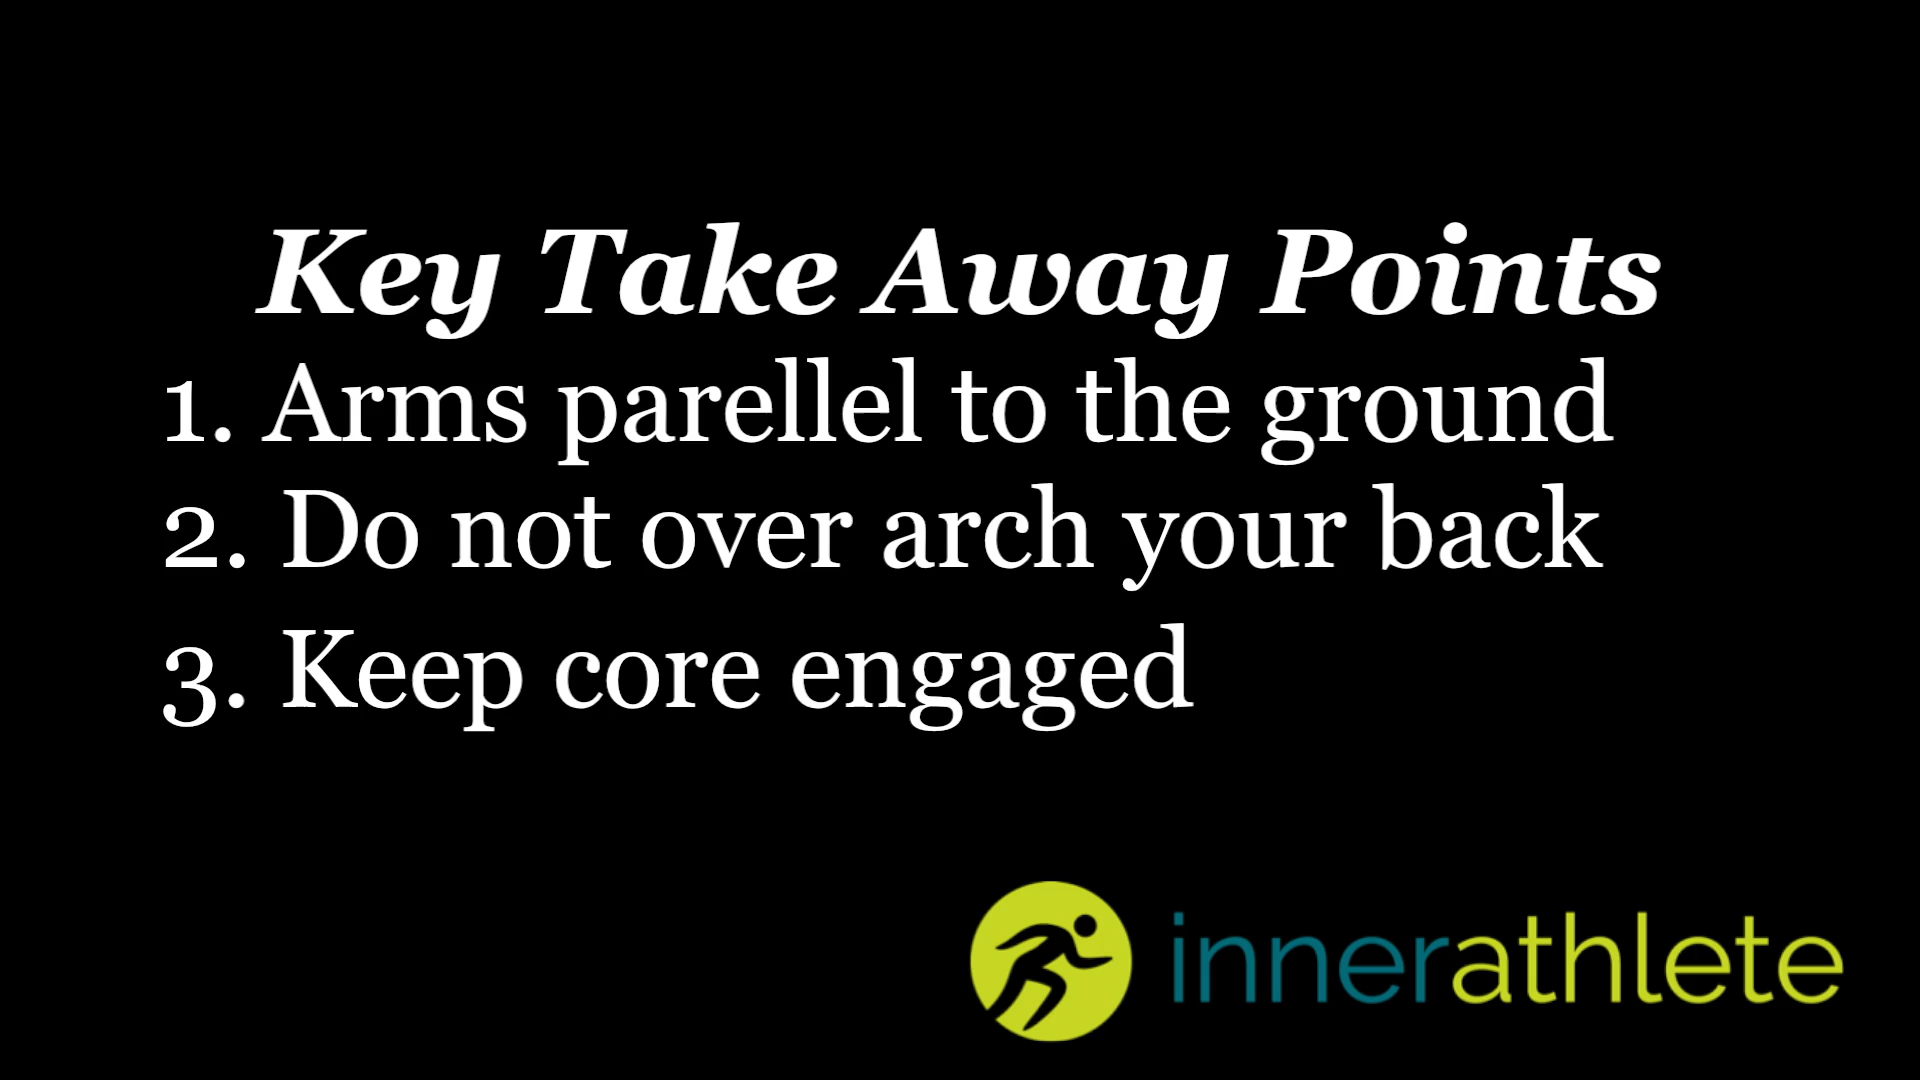 Key Take Away Points
1. Arms parellel to the ground
2. Do not over arch your back
3. Keep core engaged
innerathlete